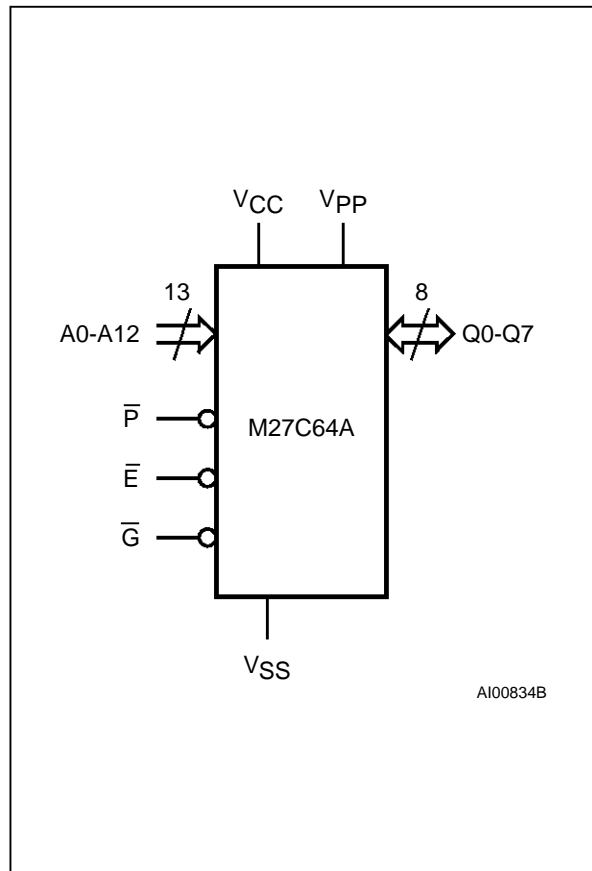 VCC VPP
13 8
A0-A12 Q0-Q7
P̅
M27C64A
E̅
G̅
VSS
AI00834B